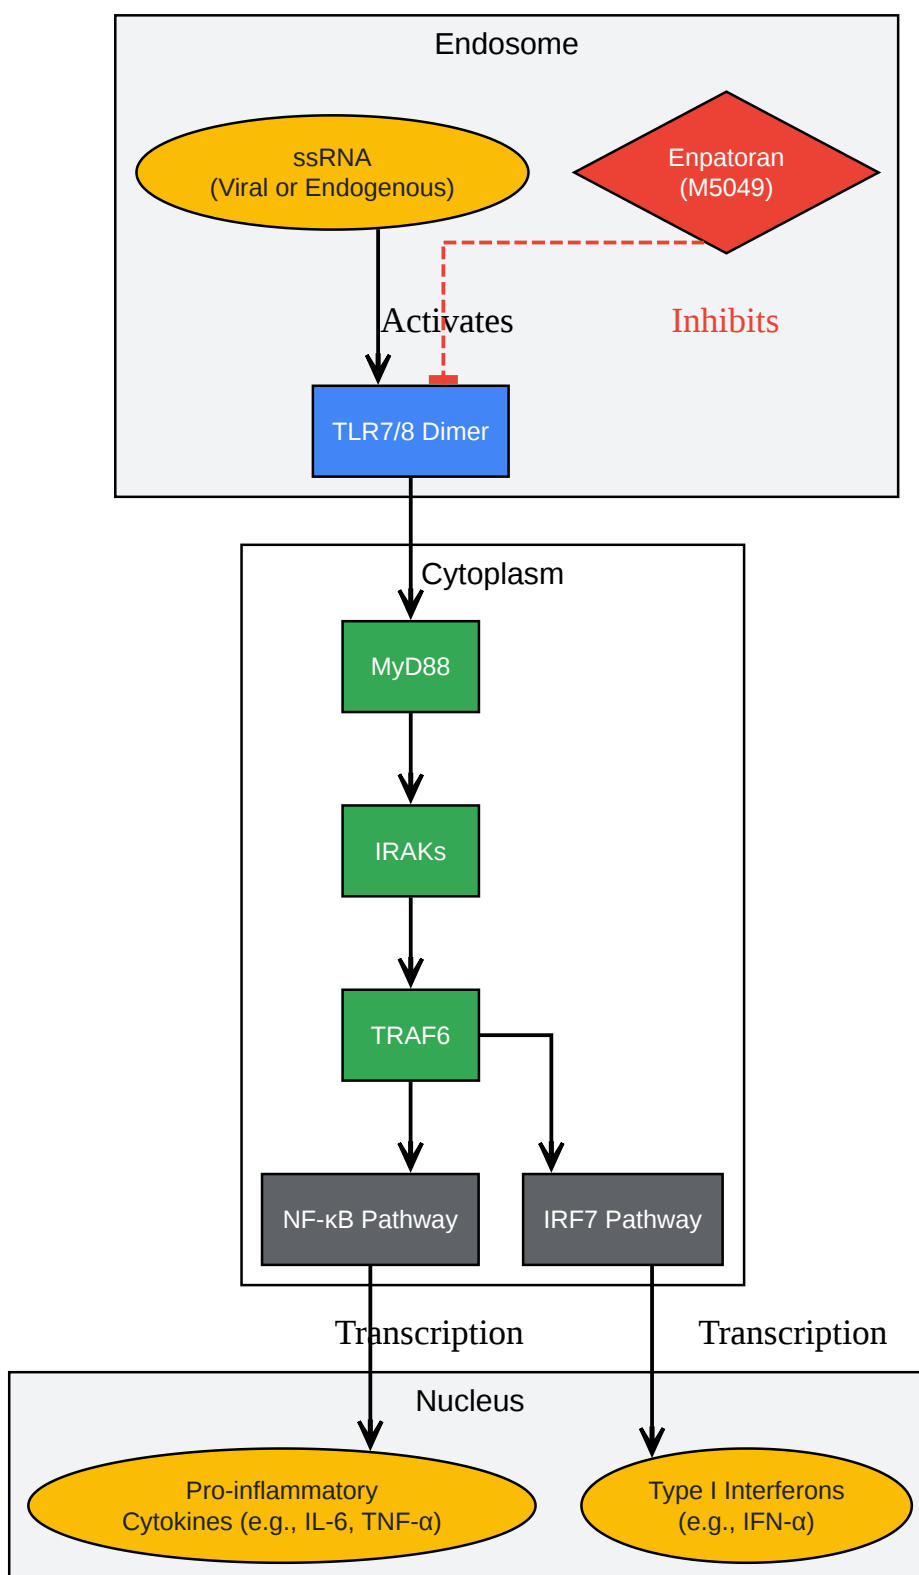 Endosome
ssRNA
(Viral or Endogenous)
Enpatoran
(M5049)
Activates
Inhibits
TLR7/8 Dimer
Cytoplasm
MyD88
IRAKs
TRAF6
NF-κB Pathway
IRF7 Pathway
Transcription
Transcription
Nucleus
Pro-inflammatory
Cytokines (e.g., IL-6, TNF-α)
Type I Interferons
(e.g., IFN-α)